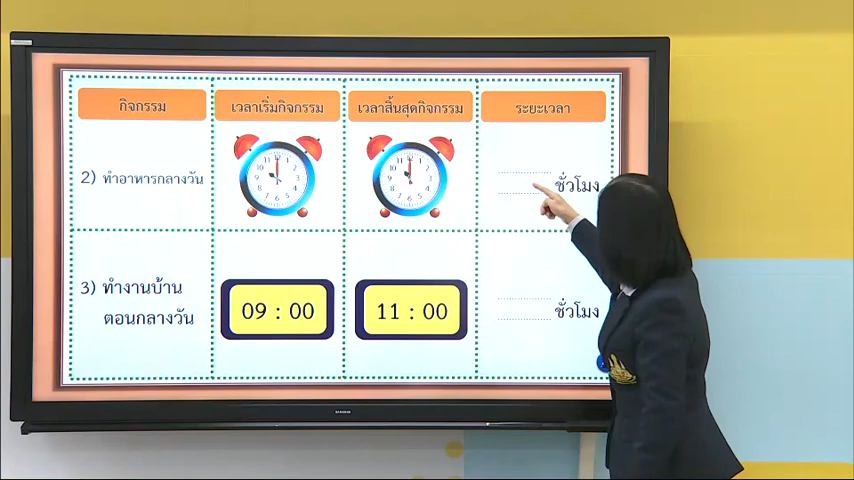 กิจกรรม เวลาเริ่มกิจกรรม เวลาสิ้นสุดกิจกรรม ระยะเวลา
2) ทำอาหารกลางวัน ชั่วโมง
3) ทำงานบ้าน
ตอนกลางวัน 09 : 00 11 : 00 ชั่วโมง
SAMSUNG